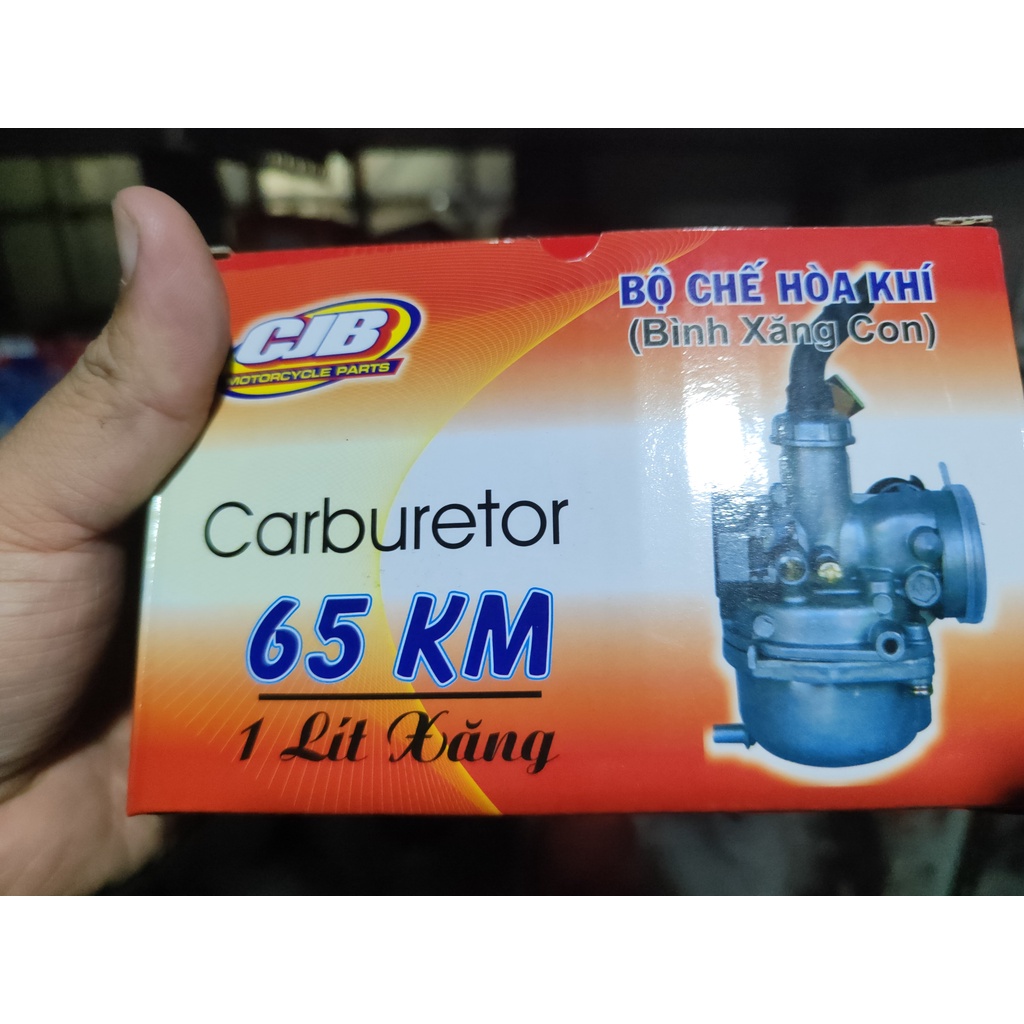 CJB
MOTORCYCLE PARTS
BỘ CHẾ HÒA KHÍ
(Bình Xăng Con)
Carburetor
65 KM
1 Lít Xăng